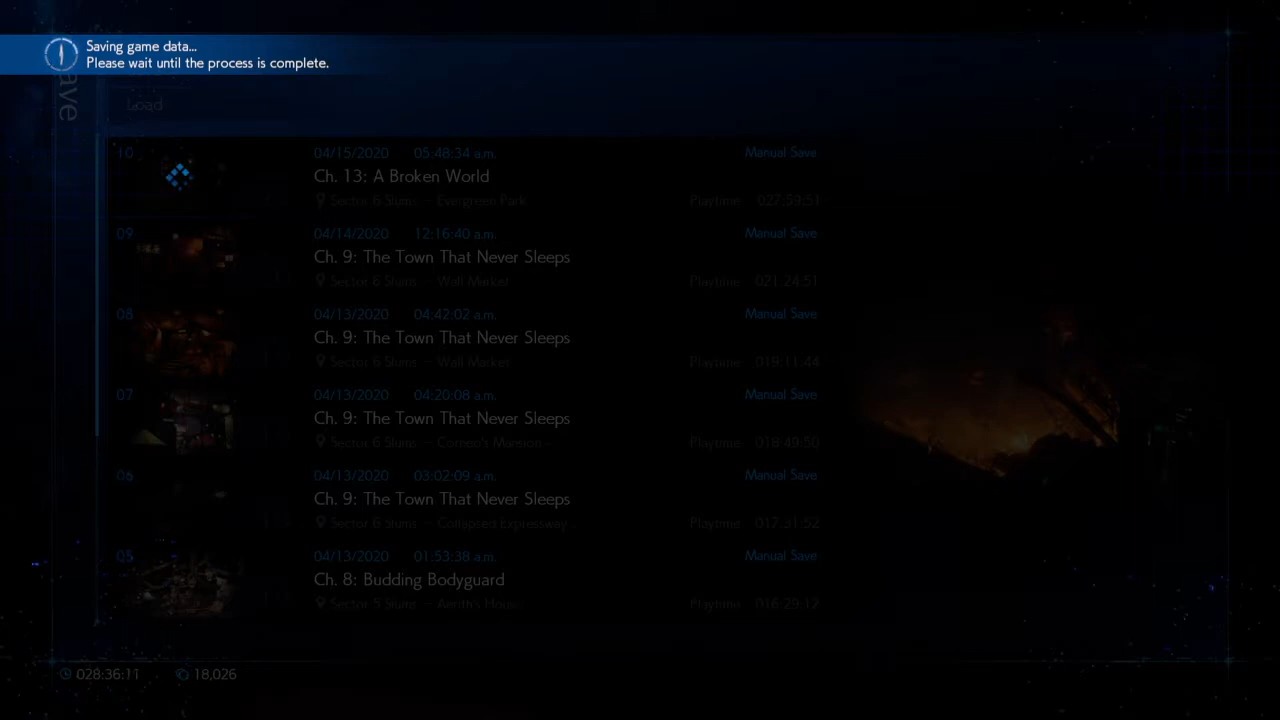 Saving game data...
Please wait until the process is complete.
ave
Load
10 04/15/2020 05:48:34 a.m. Manual Save
Ch. 13: A Broken World
Sector 6 Slums — Evergreen Park Playtime 027:59:51
09 04/14/2020 12:16:40 a.m. Manual Save
Ch. 9: The Town That Never Sleeps
Sector 6 Slums — Wall Market Playtime 021:24:51
08 04/13/2020 04:42:02 a.m. Manual Save
Ch. 9: The Town That Never Sleeps
Sector 6 Slums — Wall Market Playtime 019:11:44
07 04/13/2020 04:20:08 a.m. Manual Save
Ch. 9: The Town That Never Sleeps
Sector 6 Slums — Corneo's Mansion – Playtime 018:49:50
06 04/13/2020 03:02:09 a.m. Manual Save
Ch. 9: The Town That Never Sleeps
Sector 6 Slums — Collapsed Expressway Playtime 017:31:52
05 04/13/2020 01:53:38 a.m. Manual Save
Ch. 8: Budding Bodyguard
Sector 5 Slums — Aerith's House Playtime 016:29:12
028:36:11 18,026